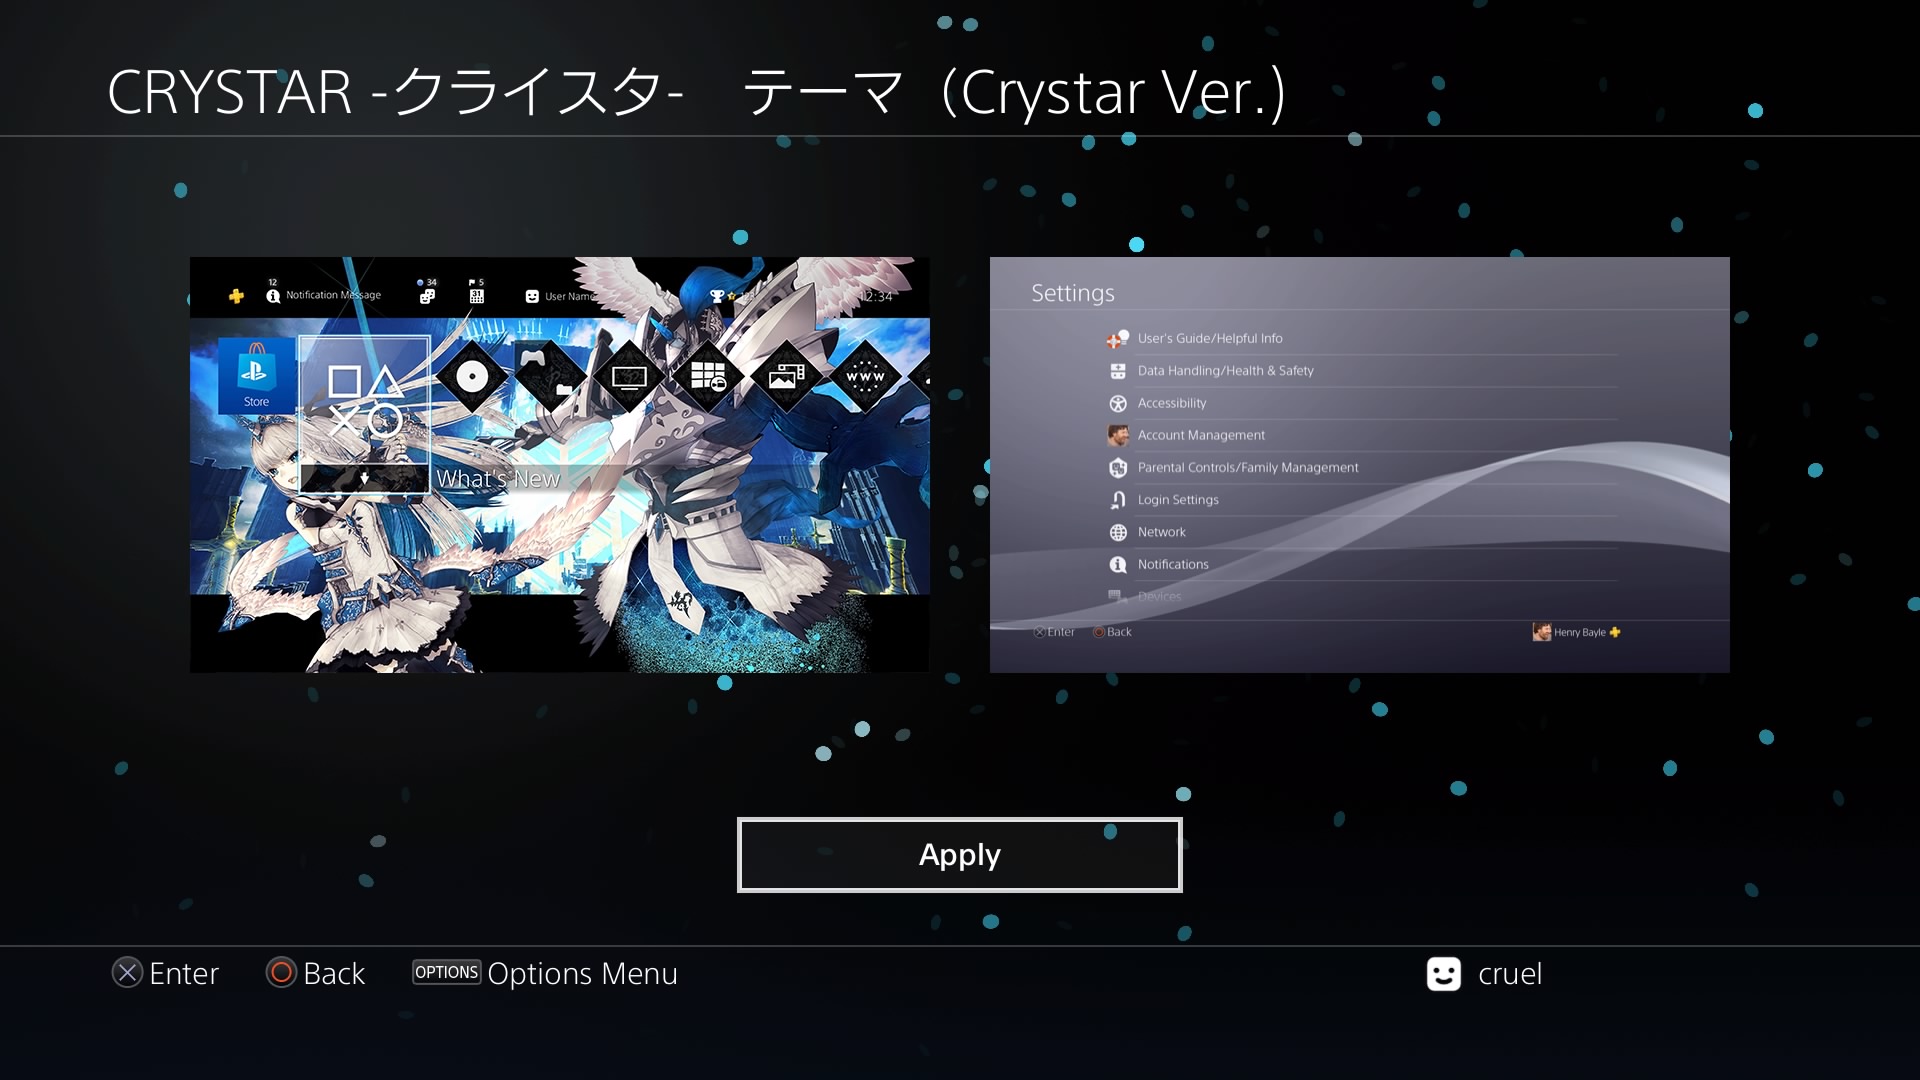 CRYSTAR -クライスタ-　テーマ（Crystar Ver.）
12
Notification Message
34
5
31
User Name
12:34
Store
What's New
WWW
Settings
User's Guide/Helpful Info
Data Handling/Health & Safety
Accessibility
Account Management
Parental Controls/Family Management
Login Settings
Network
Notifications
Devices
Enter
Back
Henry Bayle
Apply
Enter
Back
OPTIONS Options Menu
cruel